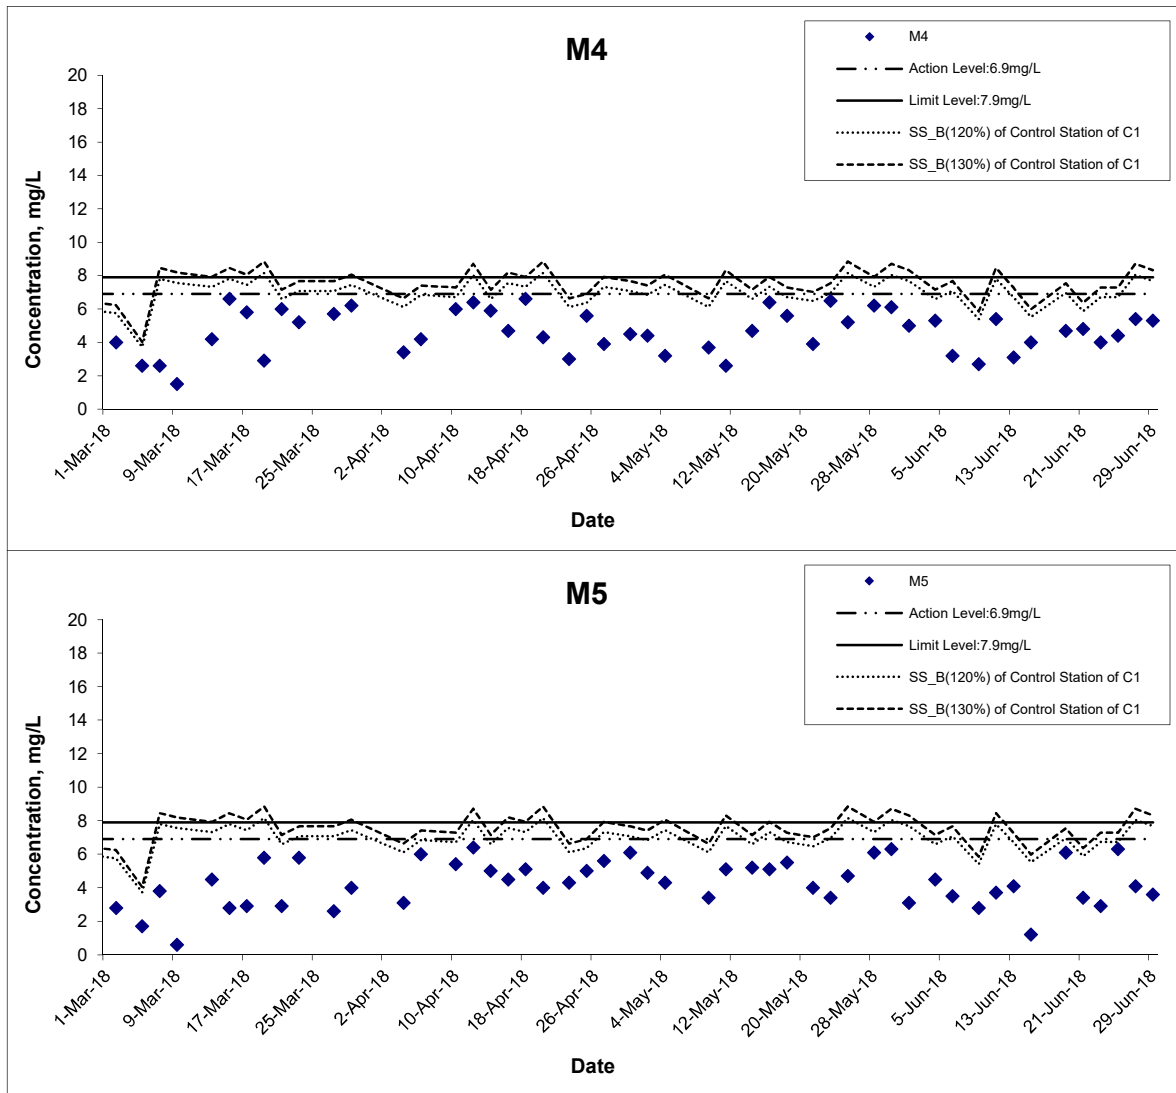 M4
M4
Action Level:6.9mg/L
Limit Level:7.9mg/L
SS_B(120%) of Control Station of C1
SS_B(130%) of Control Station of C1
Concentration, mg/L
20
18
16
14
12
10
8
6
4
2
0
1-Mar-18
9-Mar-18
17-Mar-18
25-Mar-18
2-Apr-18
10-Apr-18
18-Apr-18
26-Apr-18
4-May-18
12-May-18
20-May-18
28-May-18
5-Jun-18
13-Jun-18
21-Jun-18
29-Jun-18
Date
M5
M5
Action Level:6.9mg/L
Limit Level:7.9mg/L
SS_B(120%) of Control Station of C1
SS_B(130%) of Control Station of C1
Concentration, mg/L
20
18
16
14
12
10
8
6
4
2
0
1-Mar-18
9-Mar-18
17-Mar-18
25-Mar-18
2-Apr-18
10-Apr-18
18-Apr-18
26-Apr-18
4-May-18
12-May-18
20-May-18
28-May-18
5-Jun-18
13-Jun-18
21-Jun-18
29-Jun-18
Date